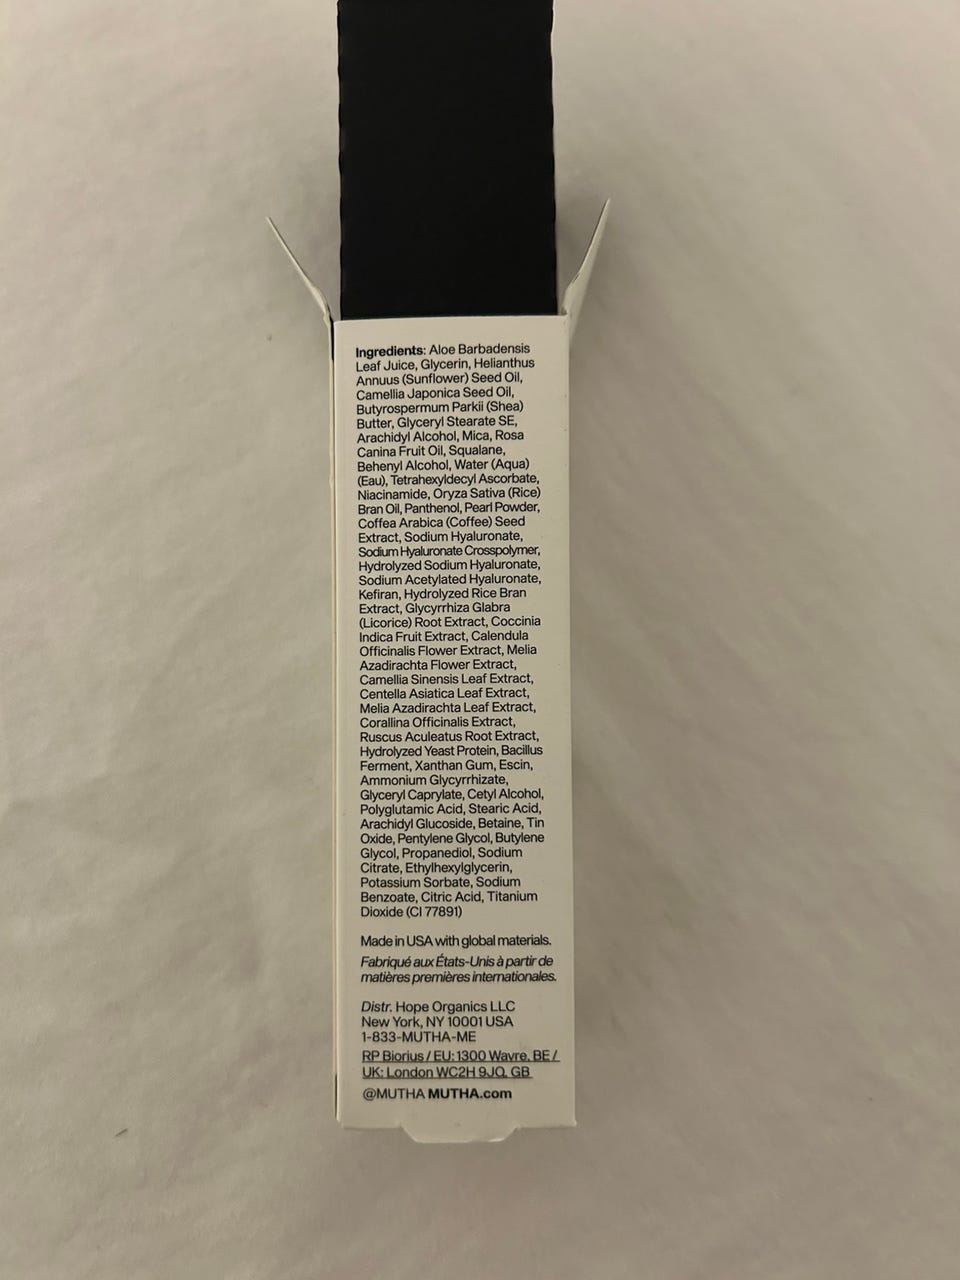 Ingredients: Aloe Barbadensis
Leaf Juice, Glycerin, Helianthus
Annuus (Sunflower) Seed Oil,
Camellia Japonica Seed Oil,
Butyrospermum Parkii (Shea)
Butter, Glyceryl Stearate SE,
Arachidyl Alcohol, Mica, Rosa
Canina Fruit Oil, Squalane,
Behenyl Alcohol, Water (Aqua)
(Eau), Tetrahexyldecyl Ascorbate,
Niacinamide, Oryza Sativa (Rice)
Bran Oil, Panthenol, Pearl Powder,
Coffea Arabica (Coffee) Seed
Extract, Sodium Hyaluronate,
Sodium Hyaluronate Crosspolymer,
Hydrolyzed Sodium Hyaluronate,
Sodium Acetylated Hyaluronate,
Kefiran, Hydrolyzed Rice Bran
Extract, Glycyrrhiza Glabra
(Licorice) Root Extract, Coccinia
Indica Fruit Extract, Calendula
Officinalis Flower Extract, Melia
Azadirachta Flower Extract,
Camellia Sinensis Leaf Extract,
Centella Asiatica Leaf Extract,
Melia Azadirachta Leaf Extract,
Corallina Officinalis Extract,
Ruscus Aculeatus Root Extract,
Hydrolyzed Yeast Protein, Bacillus
Ferment, Xanthan Gum, Escin,
Ammonium Glycyrrhizate,
Glyceryl Caprylate, Cetyl Alcohol,
Polyglutamic Acid, Stearic Acid,
Arachidyl Glucoside, Betaine, Tin
Oxide, Pentylene Glycol, Butylene
Glycol, Propanediol, Sodium
Citrate, Ethylhexylglycerin,
Potassium Sorbate, Sodium
Benzoate, Citric Acid, Titanium
Dioxide (CI 77891)
Made in USA with global materials.
Fabriqué aux États-Unis à partir de
matières premières internationales.
Distr. Hope Organics LLC
New York, NY 10001 USA
1-833-MUTHA-ME
RP Biorius / EU: 1300 Wavre, BE /
UK: London WC2H 9JQ, GB
@MUTHA MUTHA.com